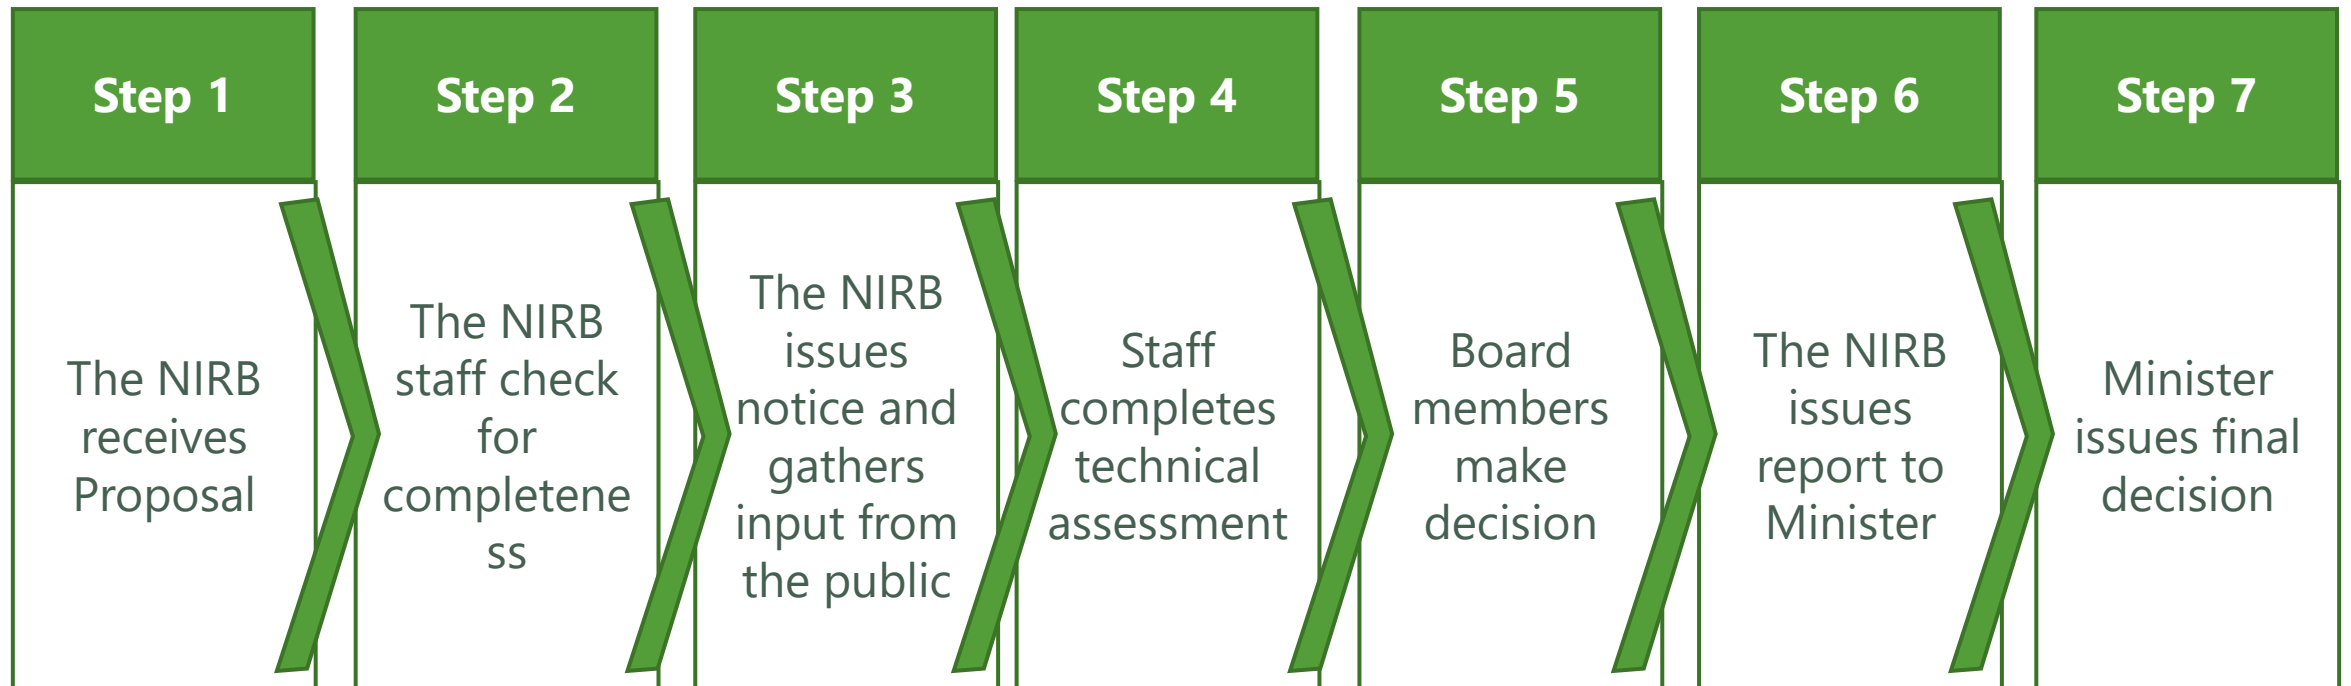 Step 1
The NIRB
receives
Proposal
Step 2
The NIRB
staff check
for
completene
ss
Step 3
The NIRB
issues
notice and
gathers
input from
the public
Step 4
Staff
completes
technical
assessment
Step 5
Board
members
make
decision
Step 6
The NIRB
issues
report to
Minister
Step 7
Minister
issues final
decision